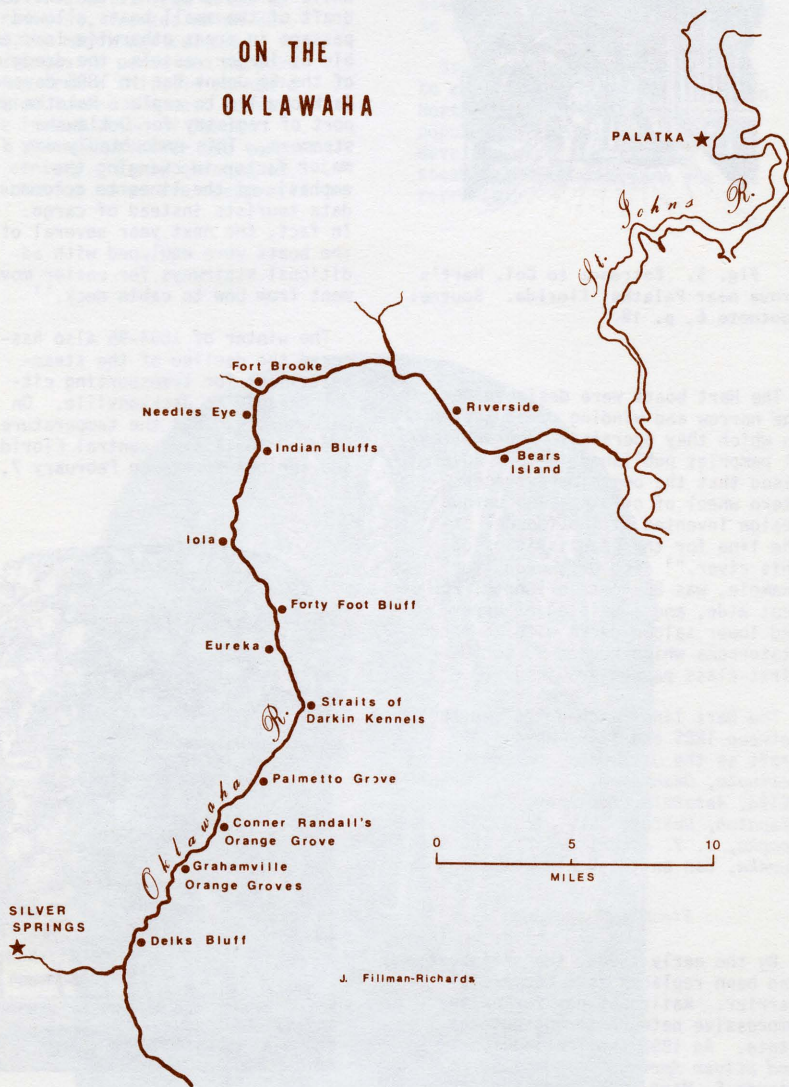 ON THE
OKLAWAHA
PALATKA
St. Johns R.
Fort Brooke
Needles Eye
Riverside
Indian Bluffs
Bears
Island
Iola
Forty Foot Bluff
Eureka
Straits of
Darkin Kennels
Oklawaha R.
Palmetto Grove
Conner Randall's
Orange Grove
0 5 10
MILES
Grahamville
Orange Groves
SILVER
SPRINGS
Delks Bluff
J. Fillman-Richards